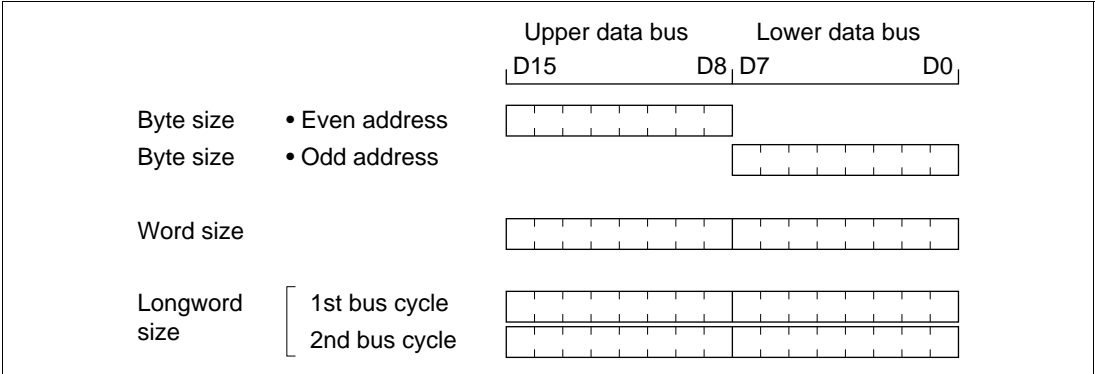 Upper data bus Lower data bus
D15 D8 D7 D0
Byte size • Even address
Byte size • Odd address
Word size
Longword size 1st bus cycle
2nd bus cycle